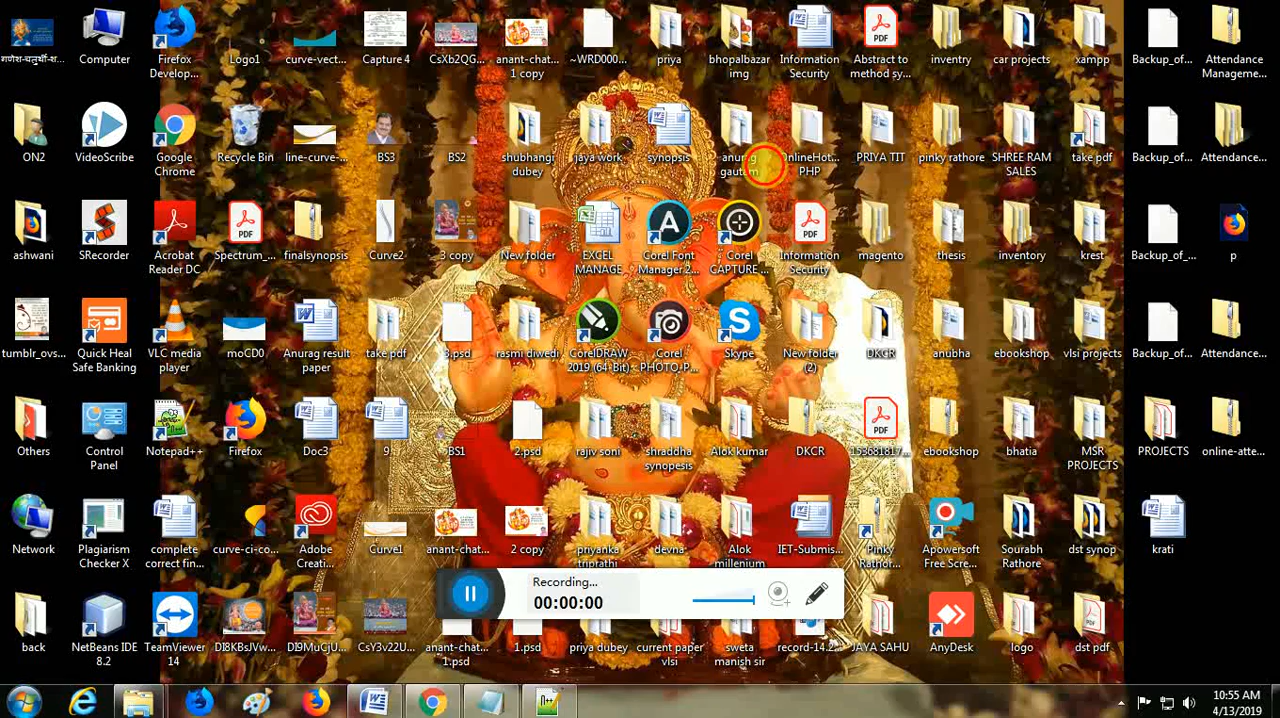 गणेश-चतुर्थी-श...
Computer
Firefox
Develop...
Logo1
curve-vect...
Capture 4
CsXb2QG...
anant-chat...
1 copy
~WRD000...
priya
bhopalbazar
img
Information
Security
Abstract to
method sy...
inventry
car projects
xampp
Backup_of...
Attendance
Manageme...
ON2
VideoScribe
Google
Chrome
Recycle Bin
line-curve-...
BS3
BS2
shubhangi
dubey
jaya work
synopsis
anurag
gautam
OnlineHot...
PHP
PRIYA TIT
pinky rathore
SHREE RAM
SALES
take pdf
Backup_of...
Attendance...
ashwani
SRecorder
Acrobat
Reader DC
Spectrum_...
finalsynopsis
Curve2
3 copy
New folder
EXCEL
MANAGE
Corel Font
Manager 2...
Corel
CAPTURE ...
Information
Security
magento
thesis
inventory
krest
Backup_of...
p
tumblr_ovs...
Quick Heal
Safe Banking
VLC media
player
moCD0
Anurag result
paper
take pdf
3.psd
rasmi diwedi
CorelDRAW
2019 (64-Bit)
Corel
PHOTO-P...
Skype
New folder
(2)
DKCR
anubha
ebookshop
vlsi projects
Backup_of...
Attendance...
Others
Control
Panel
Notepad++
Firefox
Doc3
9
BS1
2.psd
rajiv soni
shraddha
synopesis
Alok kumar
DKCR
153681817...
ebookshop
bhatia
MSR
PROJECTS
PROJECTS
online-atte...
Network
Plagiarism
Checker X
complete
correct fin...
curve-ci-co...
Adobe
Creati...
Curve1
anant-chat...
2 copy
priyanka
triprathi
devna
Alok
millenium
IET-Submis...
Pinky
Rathor...
Apowersoft
Free Scre...
Sourabh
Rathore
dst synop
krati
Recording...
00:00:00
back
NetBeans IDE
8.2
TeamViewer
14
DI8KBsJVw...
DI9MuCjU...
CsY3v22U...
anant-chat...
1.psd
1.psd
priya dubey
current paper
vlsi
sweta
manish sir
record-14.2...
JAYA SAHU
AnyDesk
logo
dst pdf
10:55 AM
4/13/2019